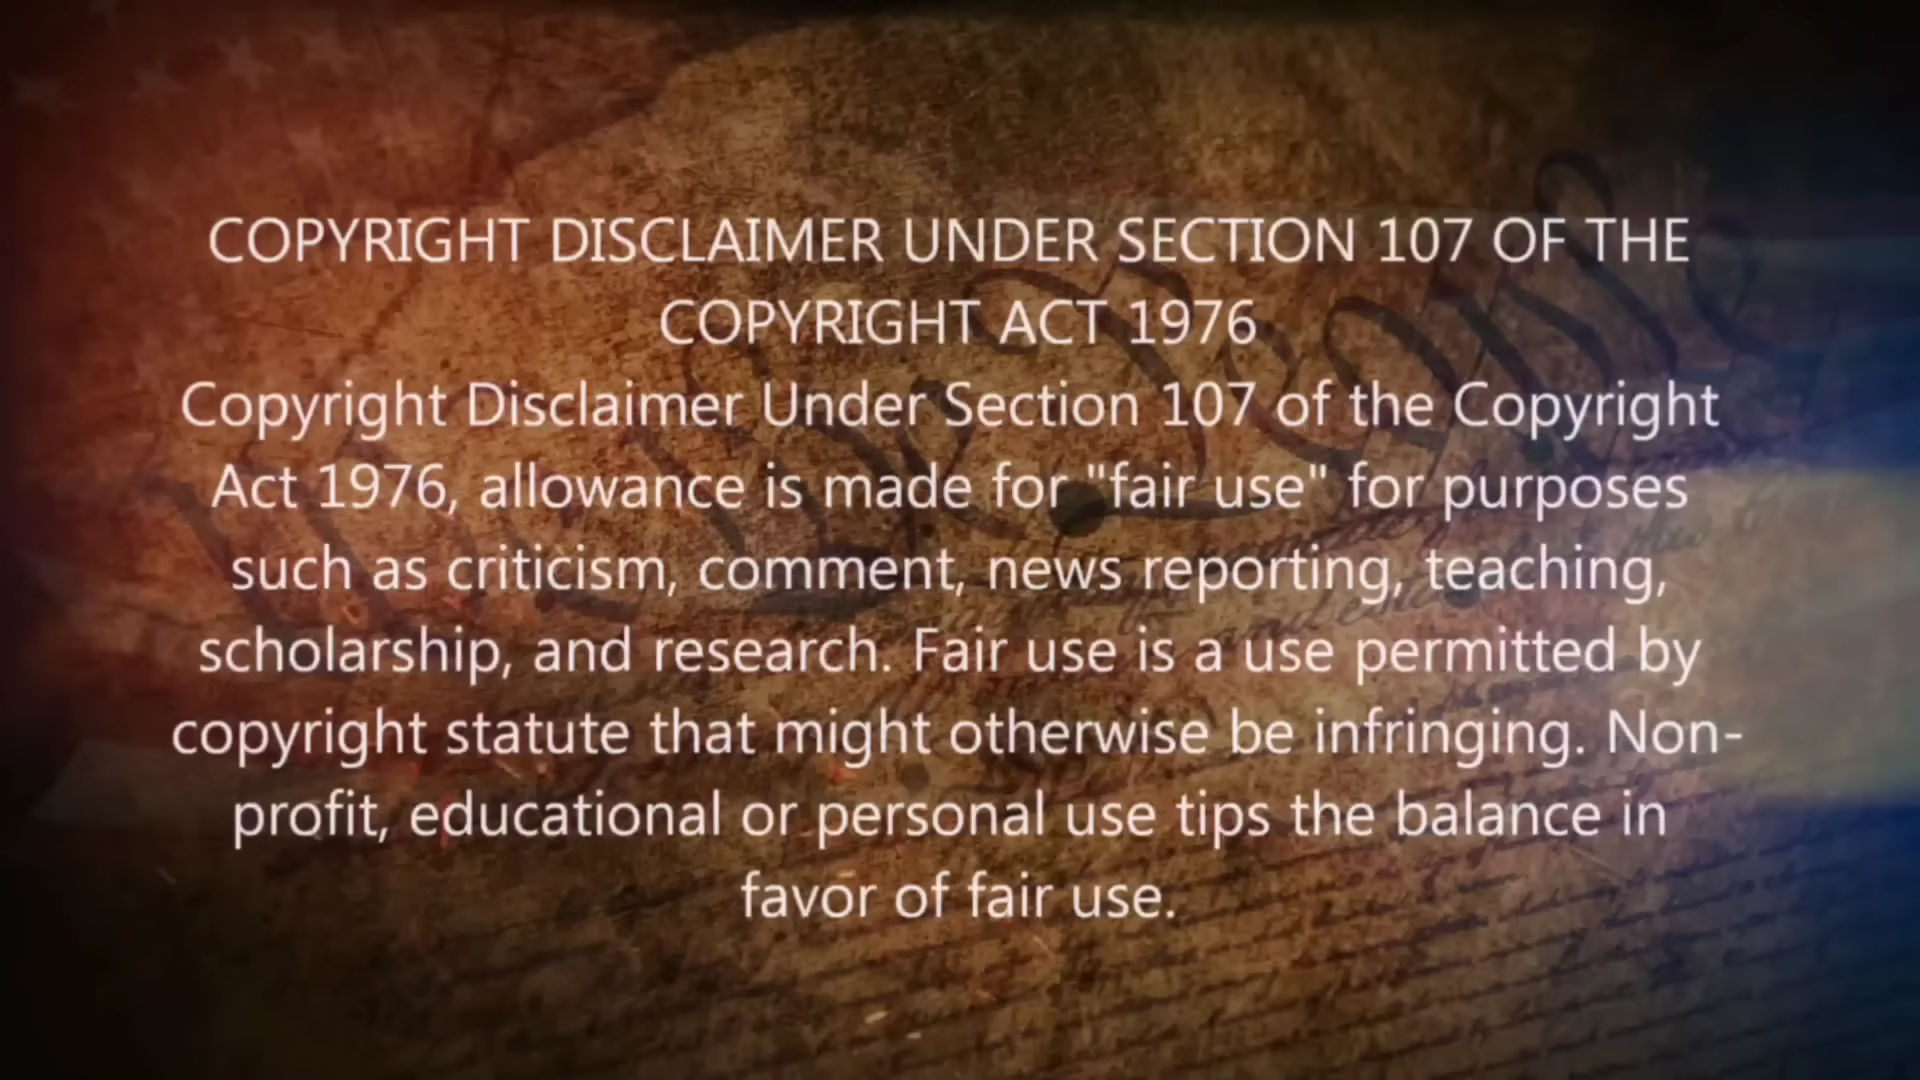 COPYRIGHT DISCLAIMER UNDER SECTION 107 OF THE
COPYRIGHT ACT 1976
Copyright Disclaimer Under Section 107 of the Copyright
Act 1976, allowance is made for "fair use" for purposes
such as criticism, comment, news reporting, teaching,
scholarship, and research. Fair use is a use permitted by
copyright statute that might otherwise be infringing. Non-
profit, educational or personal use tips the balance in
favor of fair use.
We the People